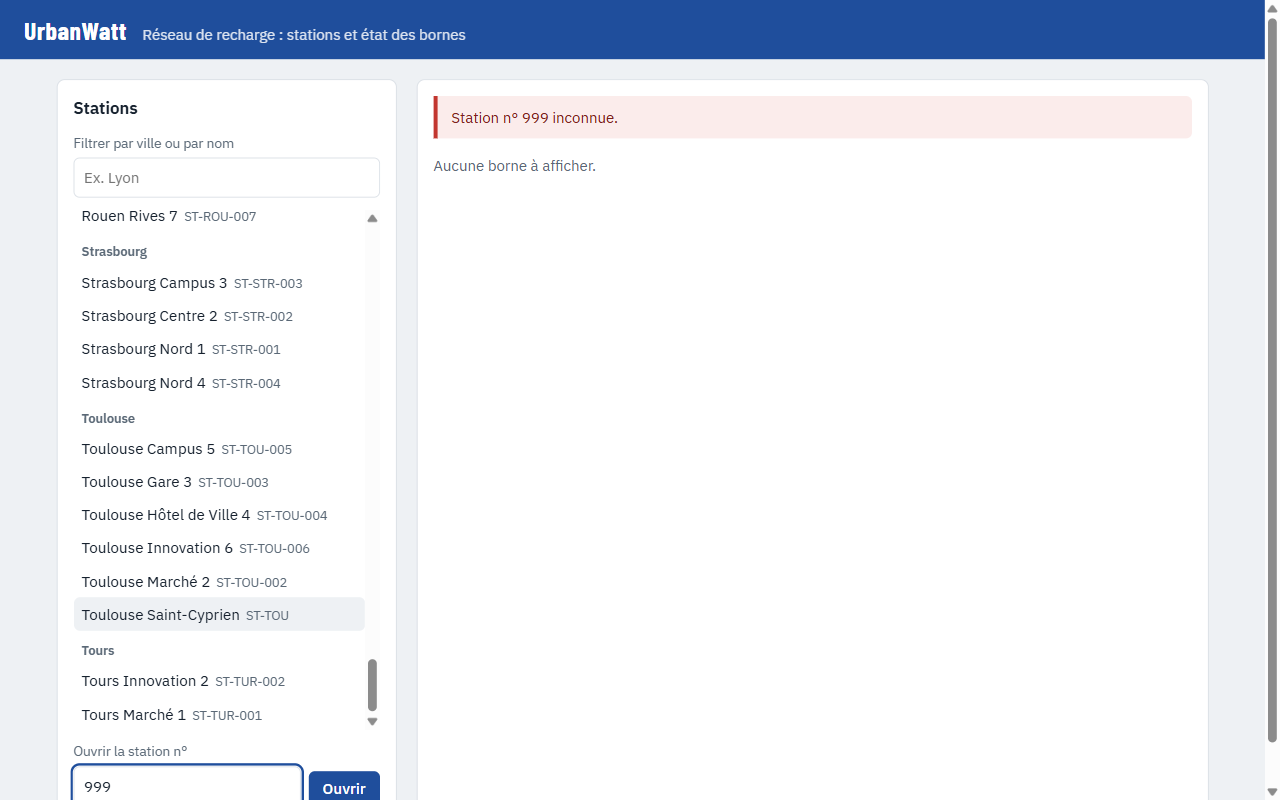 UrbanWatt Réseau de recharge : stations et état des bornes
Stations
Filtrer par ville ou par nom
Ex. Lyon
Rouen Rives 7 ST-ROU-007
Strasbourg
Strasbourg Campus 3 ST-STR-003
Strasbourg Centre 2 ST-STR-002
Strasbourg Nord 1 ST-STR-001
Strasbourg Nord 4 ST-STR-004
Toulouse
Toulouse Campus 5 ST-TOU-005
Toulouse Gare 3 ST-TOU-003
Toulouse Hôtel de Ville 4 ST-TOU-004
Toulouse Innovation 6 ST-TOU-006
Toulouse Marché 2 ST-TOU-002
Toulouse Saint-Cyprien ST-TOU
Tours
Tours Innovation 2 ST-TUR-002
Tours Marché 1 ST-TUR-001
Ouvrir la station n°
999 Ouvrir
Station n° 999 inconnue.
Aucune borne à afficher.